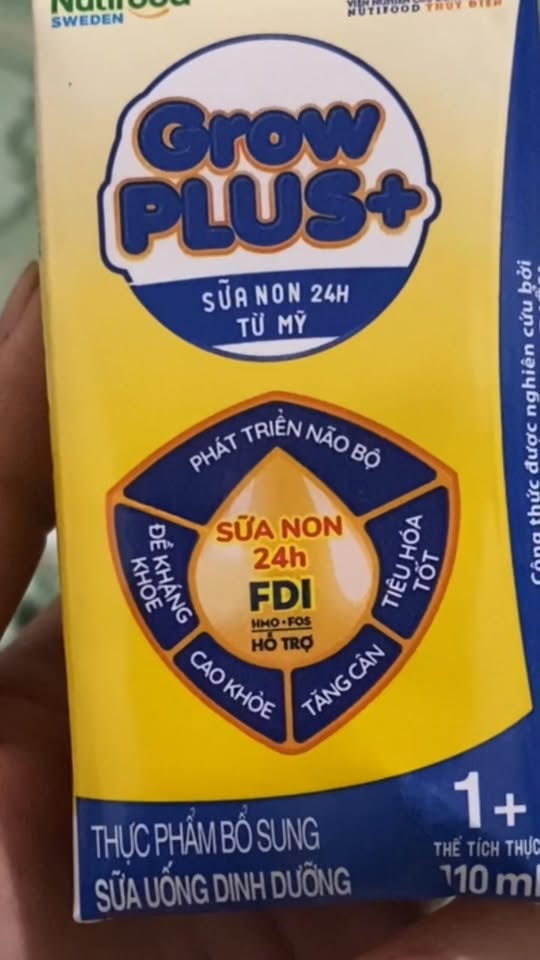 Nutifood
SWEDEN
NUTIFOOD THỤY ĐIỂN
Grow
PLUS+
SỮA NON 24H
TỪ MỸ
PHÁT TRIỂN NÃO BỘ
ĐỀ KHÁNG
KHỎE
SỮA NON
24h
FDI
HMO • FOS
HỖ TRỢ
TIÊU HÓA
TỐT
CAO KHỎE
TĂNG CÂN
Công thức được nghiên cứu bởi
1+
THỰC PHẨM BỔ SUNG
SỮA UỐNG DINH DƯỠNG
THỂ TÍCH THỰC
110 ml